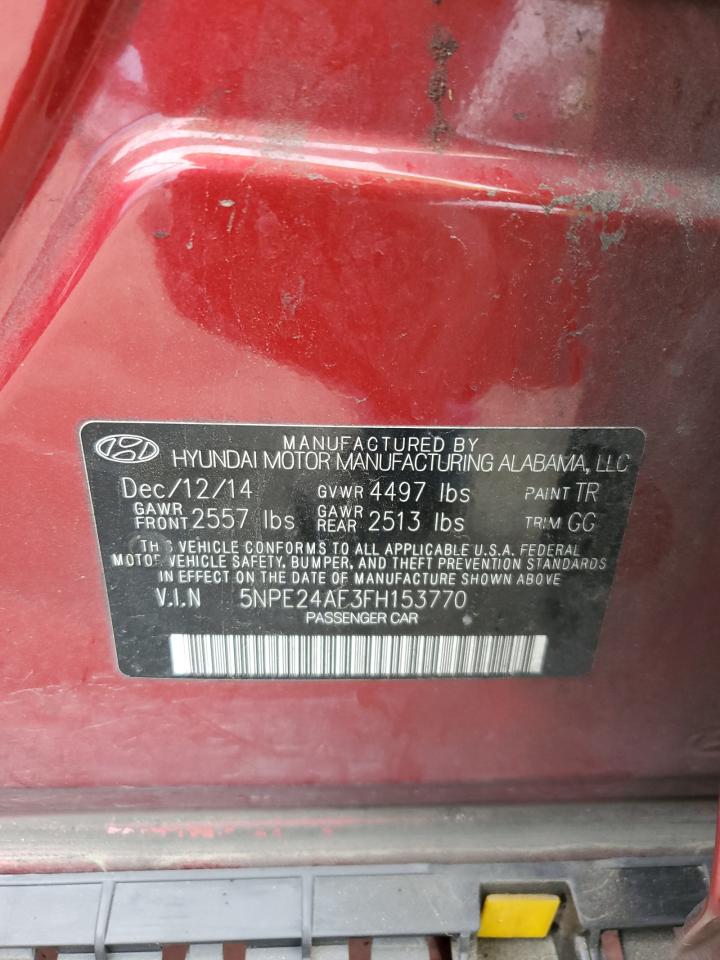 MANUFACTURED BY
HYUNDAI MOTOR MANUFACTURING ALABAMA, LLC
Dec/12/14 GVWR 4497 lbs PAINT TR
GAWR FRONT 2557 lbs GAWR REAR 2513 lbs TRIM GG
THIS VEHICLE CONFORMS TO ALL APPLICABLE U.S.A. FEDERAL
MOTOR VEHICLE SAFETY, BUMPER, AND THEFT PREVENTION STANDARDS
IN EFFECT ON THE DATE OF MANUFACTURE SHOWN ABOVE
V.I.N 5NPE24AF3FH153770
PASSENGER CAR